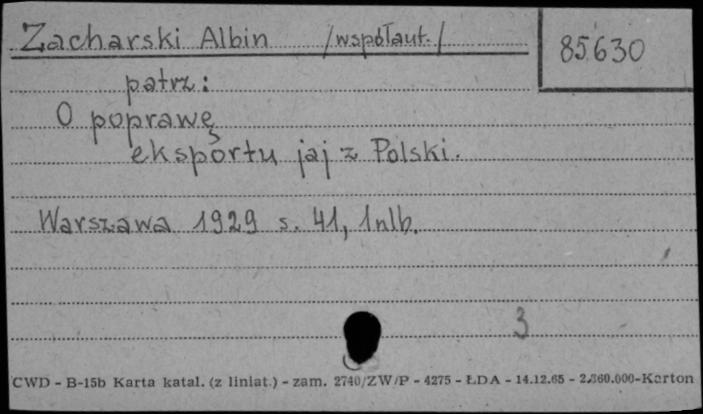 Zacharski Albin /współaut./ 85630
patrz:
O poprawę
eksportu jaj z Polski.
Warszawa 1929 s. 41, 1nlb.
3
CWD - B-15b Karta katal. (z liniat.) - zam. 2740/ZW/P - 4275 - ŁDA - 14.12.65 - 2.360.000-Karton